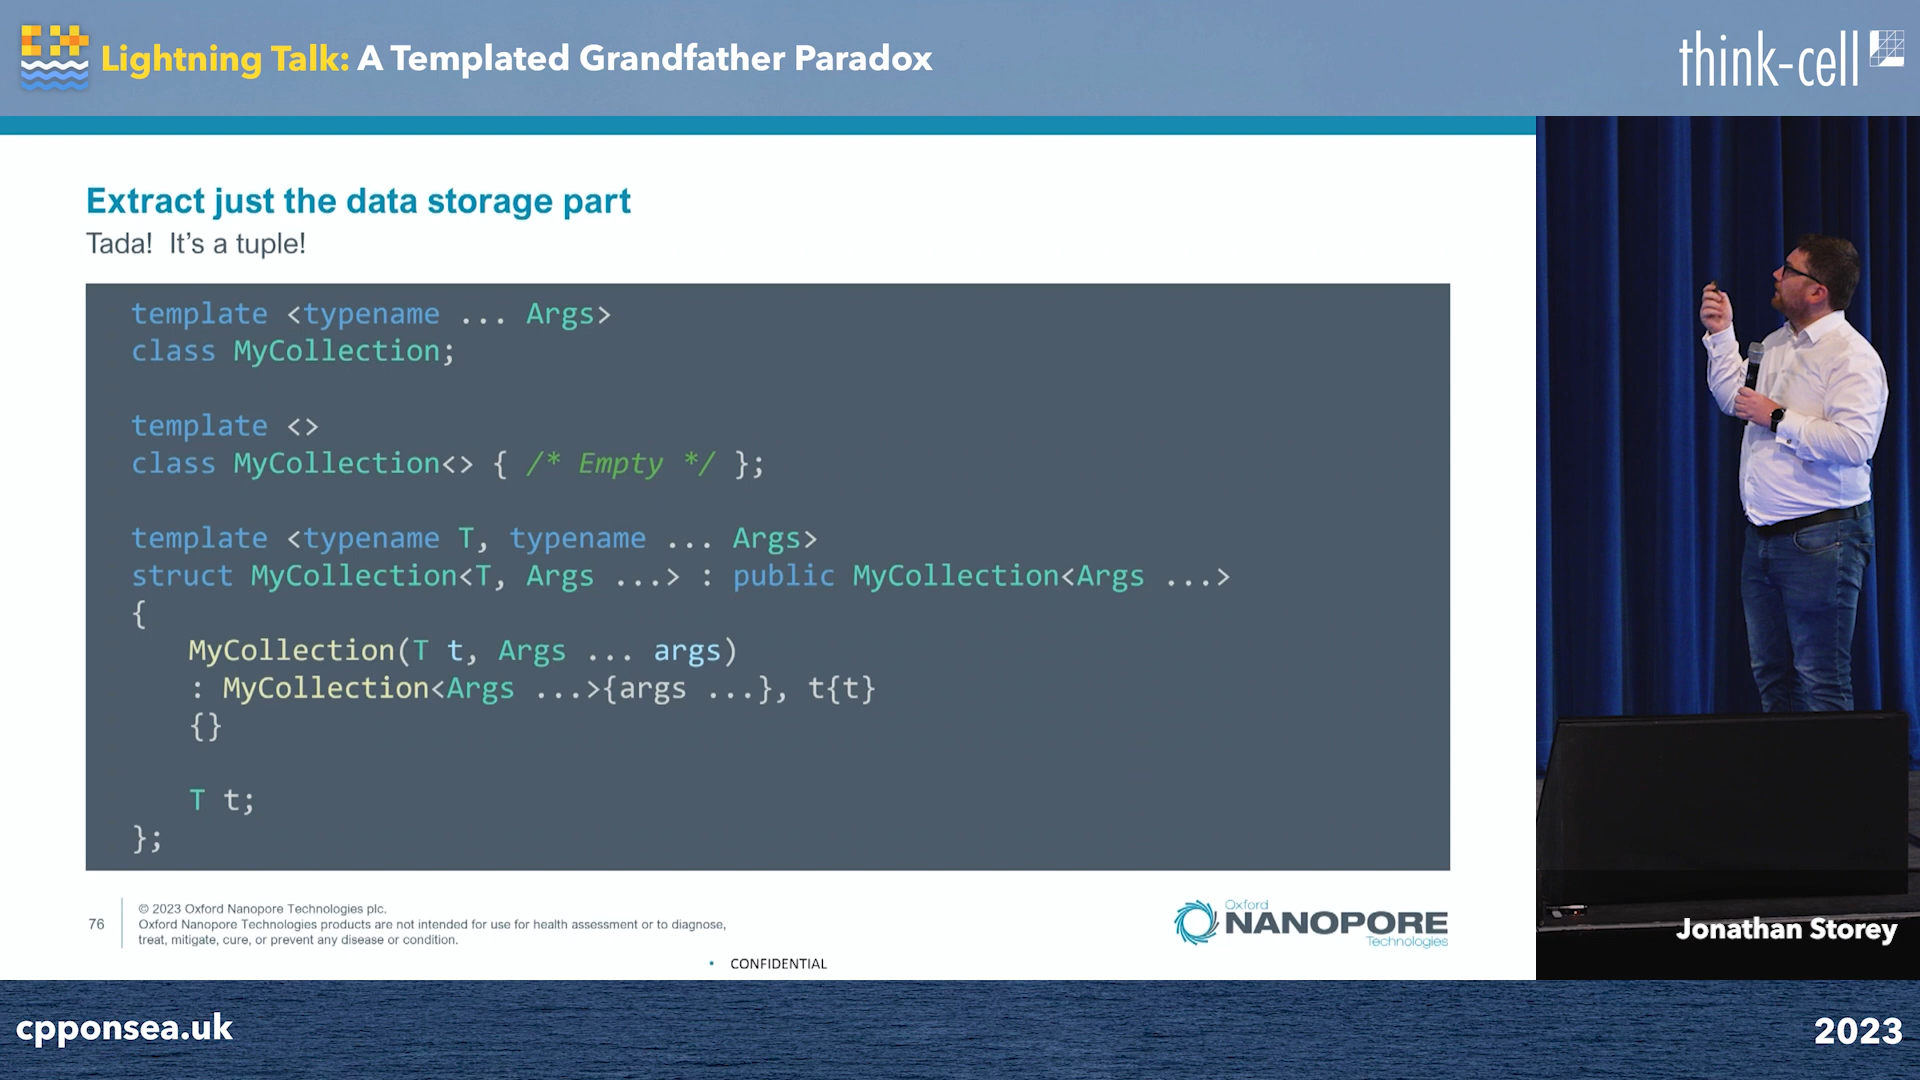 Lightning Talk: A Templated Grandfather Paradox
think-cell
Extract just the data storage part
Tada!  It's a tuple!
template <typename ... Args>
class MyCollection;
template <>
class MyCollection<> { /* Empty */ };
template <typename T, typename ... Args>
struct MyCollection<T, Args ...> : public MyCollection<Args ...>
{
MyCollection(T t, Args ... args)
: MyCollection<Args ...>{args ...}, t{t}
{}
T t;
};
76
© 2023 Oxford Nanopore Technologies plc.
Oxford Nanopore Technologies products are not intended for use for health assessment or to diagnose,
treat, mitigate, cure, or prevent any disease or condition.
Oxford
NANOPORE
Technologies
• CONFIDENTIAL
Jonathan Storey
cpponsea.uk
2023